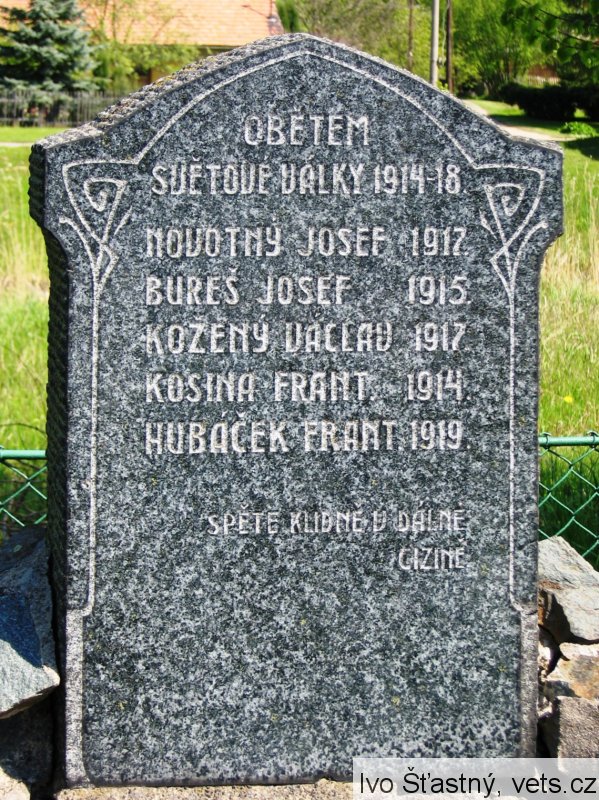 OBĚTEM
SVĚTOVÉ VÁLKY 1914-18.
NOVOTNÝ JOSEF 1917.
BUREŠ JOSEF 1915.
KOŽENÝ VÁCLAV 1917
KOSINA FRANT. 1914.
HUBÁČEK FRANT 1919.
SPĚTE KLIDNĚ V DÁLNÉ
CIZINĚ
Ivo Šťastný, vets.cz